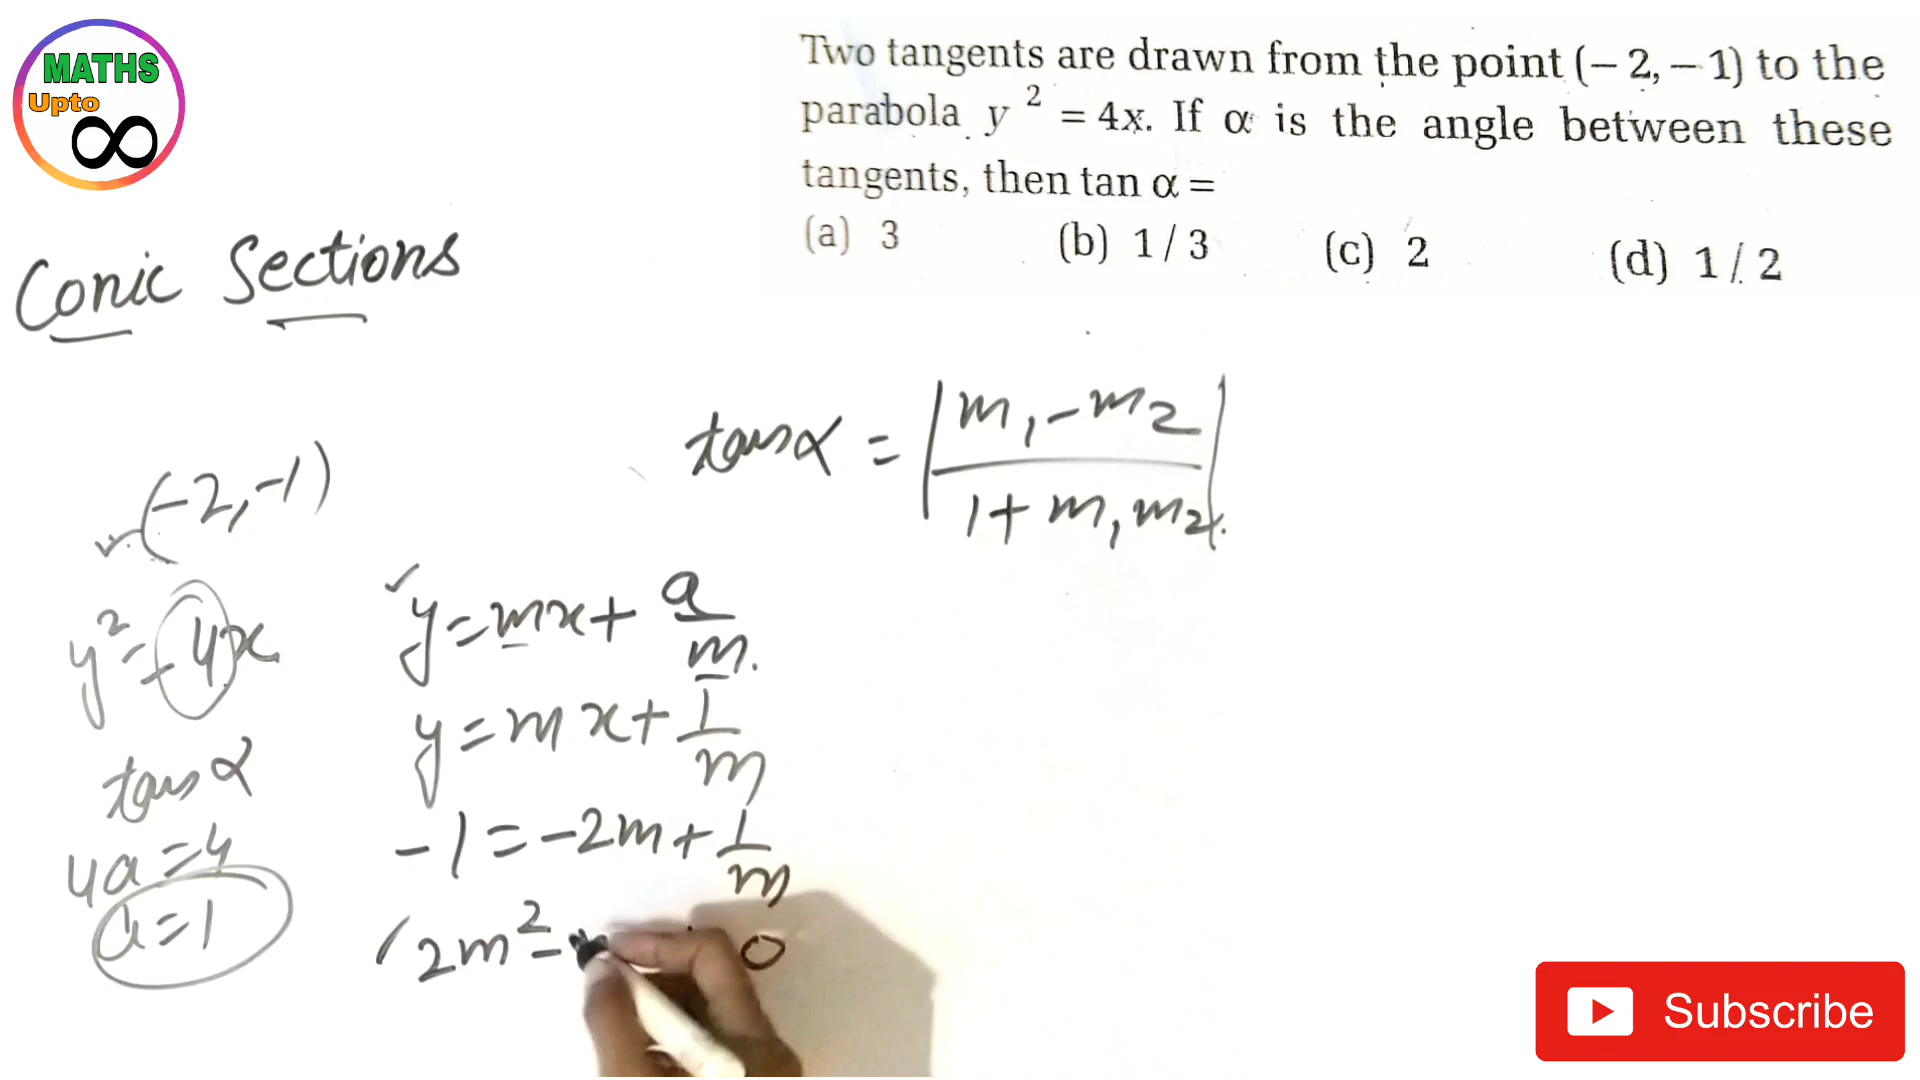 MATHS
Upto
∞
Two tangents are drawn from the point (– 2, – 1) to the
parabola y² = 4x. If α is the angle between these
tangents, then tan α =
(a) 3 (b) 1 / 3 (c) 2 (d) 1 / 2
Conic Sections
tanα = |m₁-m₂ / 1+m₁m₂|
(-2,-1)
y²=4x
tanα
4a=4
a=1
y=mx+a/m
y=mx+1/m
-1=-2m+1/m
2m²- 0
Subscribe